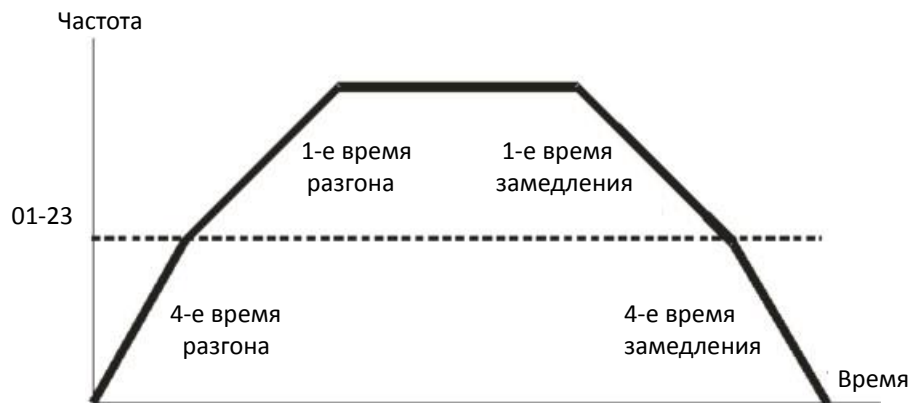 Частота
1-е время
разгона
1-е время
замедления
01-23
4-е время
разгона
4-е время
замедления
Время